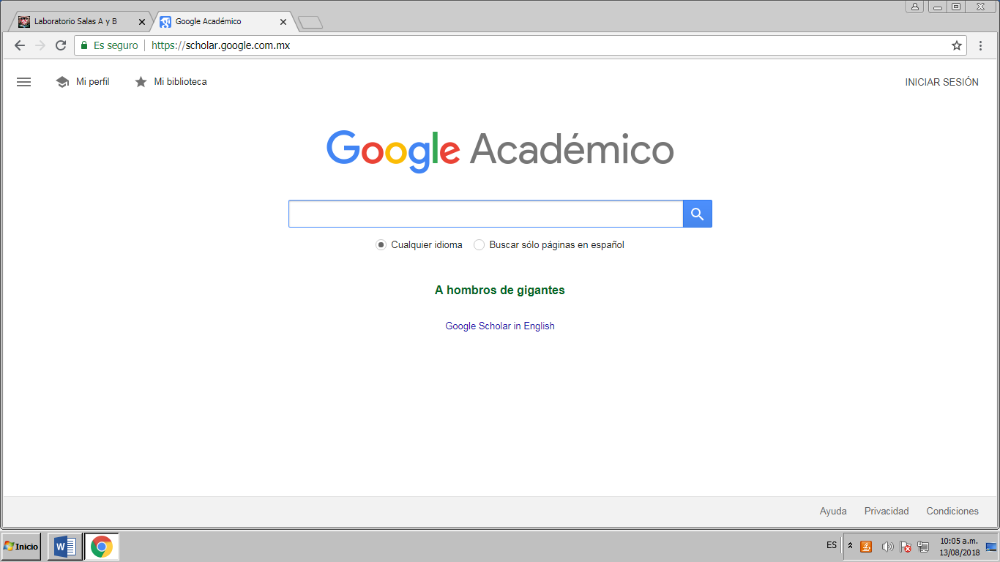 Laboratorio Salas A y B
Google Académico
Es seguro
https://scholar.google.com.mx
Mi perfil
Mi biblioteca
INICIAR SESIÓN
Google Académico
Cualquier idioma
Buscar sólo páginas en español
A hombros de gigantes
Google Scholar in English
Ayuda
Privacidad
Condiciones
Inicio
W
ES
10:05 a.m.
13/08/2018